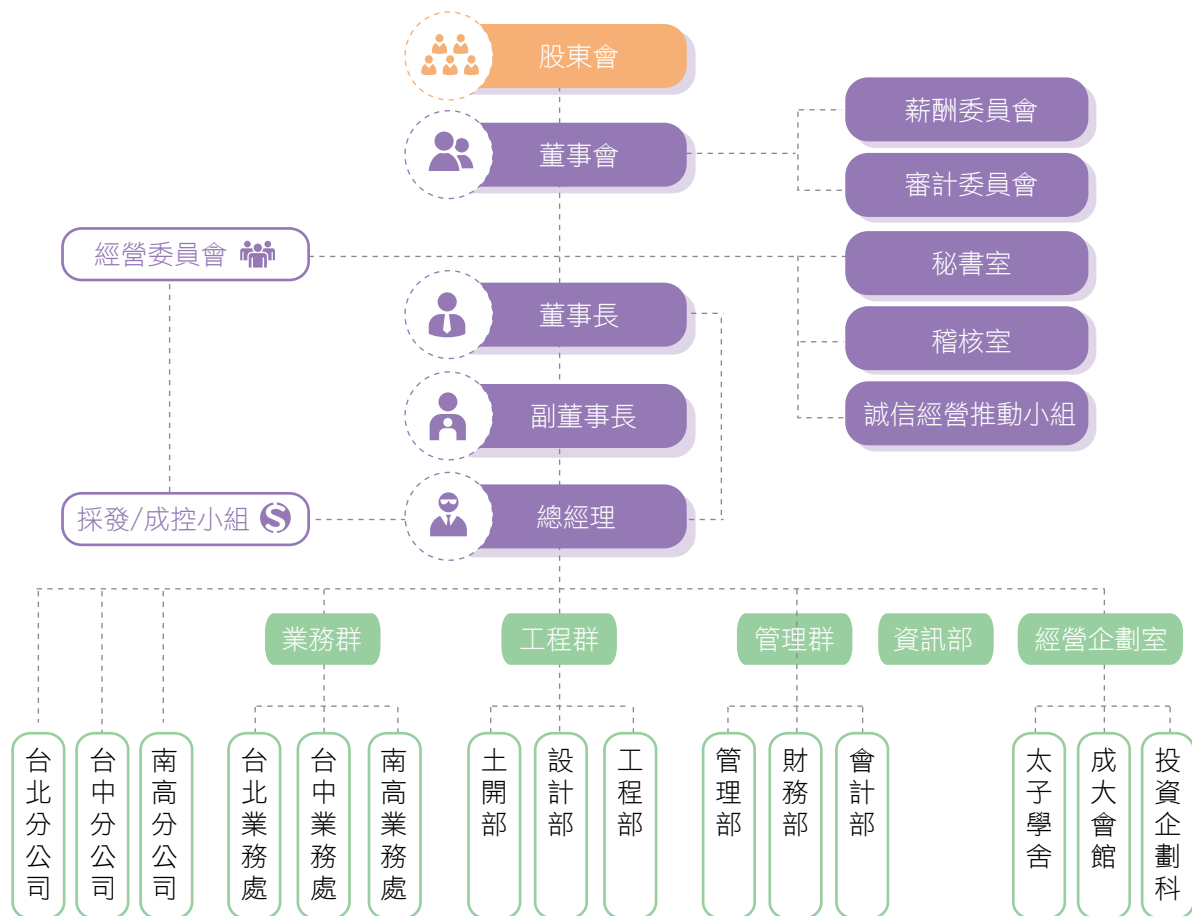 股東會
董事會
薪酬委員會
審計委員會
經營委員會
秘書室
董事長
稽核室
副董事長
誠信經營推動小組
採發/成控小組
總經理
業務群
工程群
管理群
資訊部
經營企劃室
台北分公司
台中分公司
南高分公司
台北業務處
台中業務處
南高業務處
土開部
設計部
工程部
管理部
財務部
會計部
太子學舍
成大會館
投資企劃科